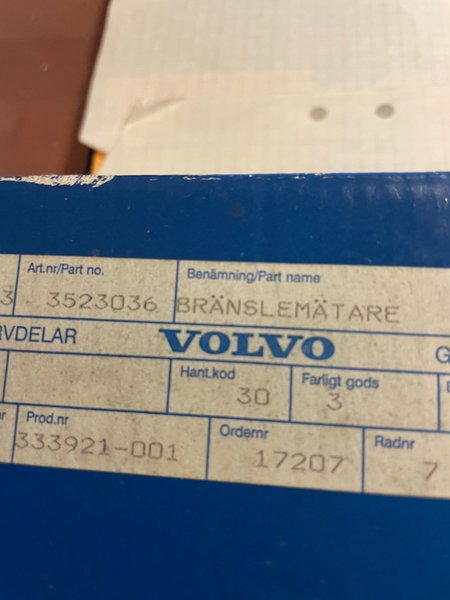 Art.nr/Part no. Benämning/Part name
3 3523036 BRÄNSLEMÄTARE
RVDELAR VOLVO G
Hant.kod Farligt gods
30 3
nr Prod.nr Ordernr Radnr
333921-001 17207 7